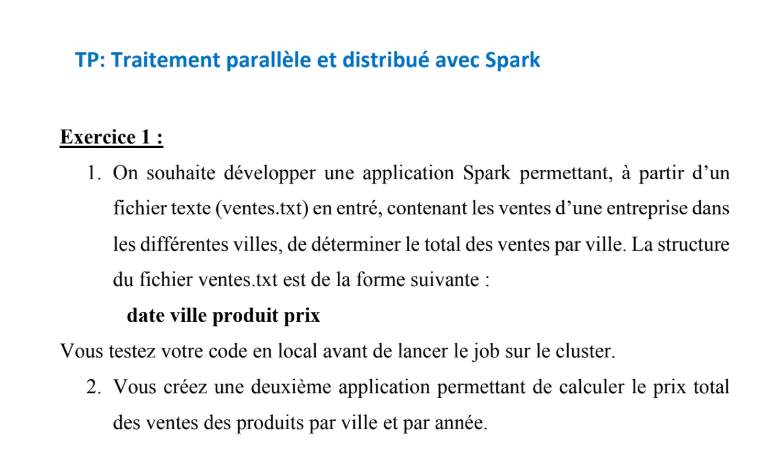 TP: Traitement parallèle et distribué avec Spark
Exercice 1 :
1. On souhaite développer une application Spark permettant, à partir d’un
fichier texte (ventes.txt) en entré, contenant les ventes d’une entreprise dans
les différentes villes, de déterminer le total des ventes par ville. La structure
du fichier ventes.txt est de la forme suivante :
date ville produit prix
Vous testez votre code en local avant de lancer le job sur le cluster.
2. Vous créez une deuxième application permettant de calculer le prix total
des ventes des produits par ville et par année.